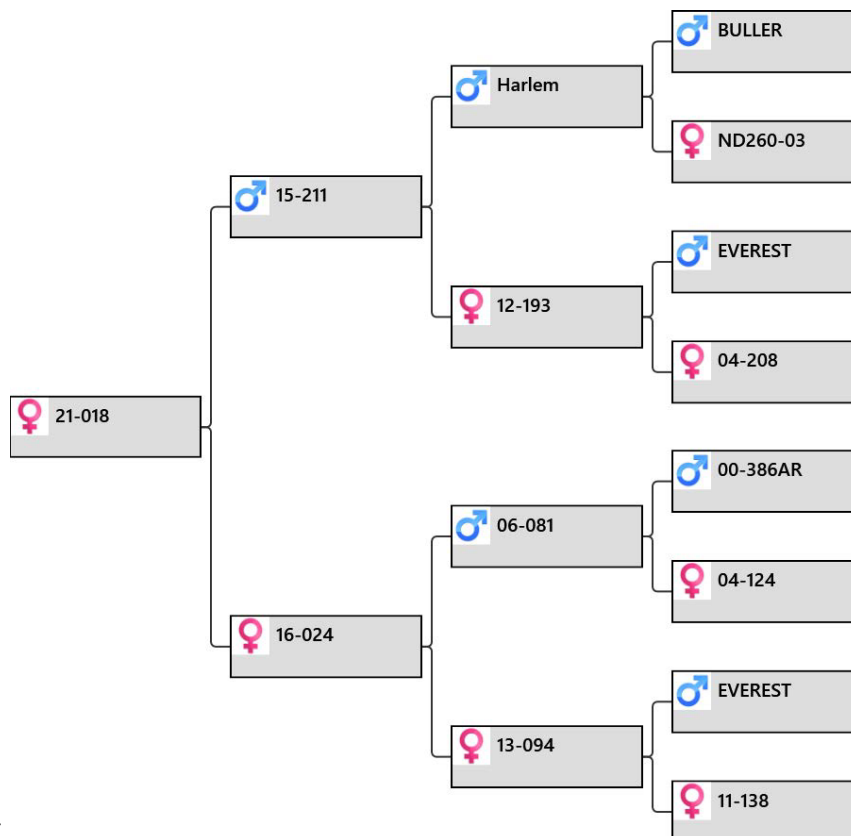 BULLER
Harlem
ND260-03
15-211
EVEREST
12-193
04-208
21-018
00-386AR
06-081
04-124
16-024
EVEREST
13-094
11-138